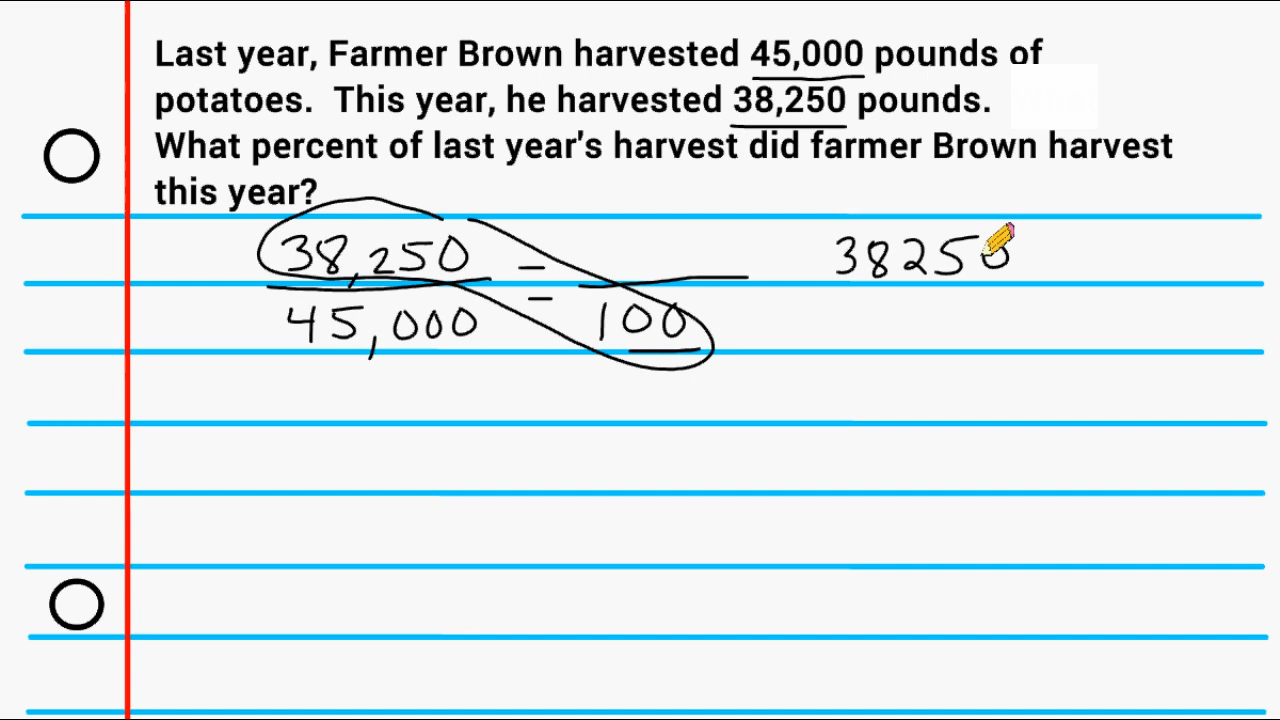 Last year, Farmer Brown harvested 45,000 pounds of
potatoes. This year, he harvested 38,250 pounds.
What percent of last year's harvest did farmer Brown harvest
this year?
38,250 = 38250
45,000 100